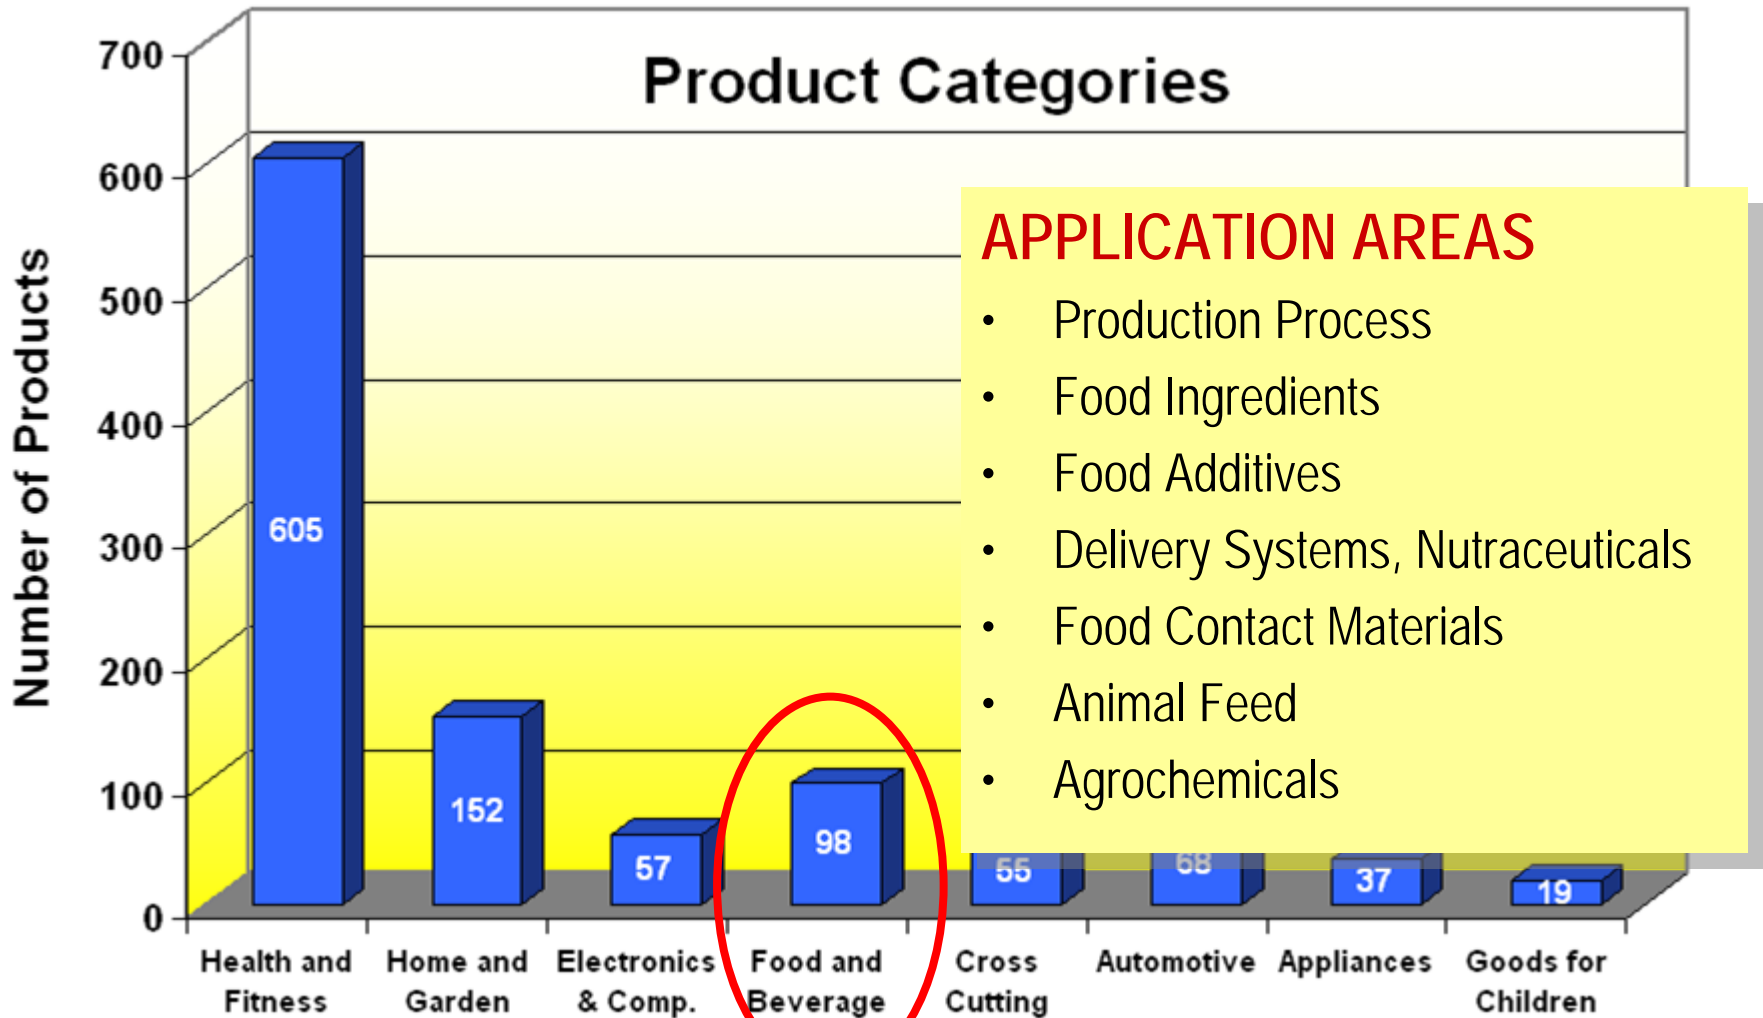 Product Categories
Number of Products
700
600
500
400
300
200
100
0
605
152
57
98
55
68
37
19
Health and
Fitness
Home and
Garden
Electronics
& Comp.
Food and
Beverage
Cross
Cutting
Automotive
Appliances
Goods for
Children
APPLICATION AREAS
• Production Process
• Food Ingredients
• Food Additives
• Delivery Systems, Nutraceuticals
• Food Contact Materials
• Animal Feed
• Agrochemicals